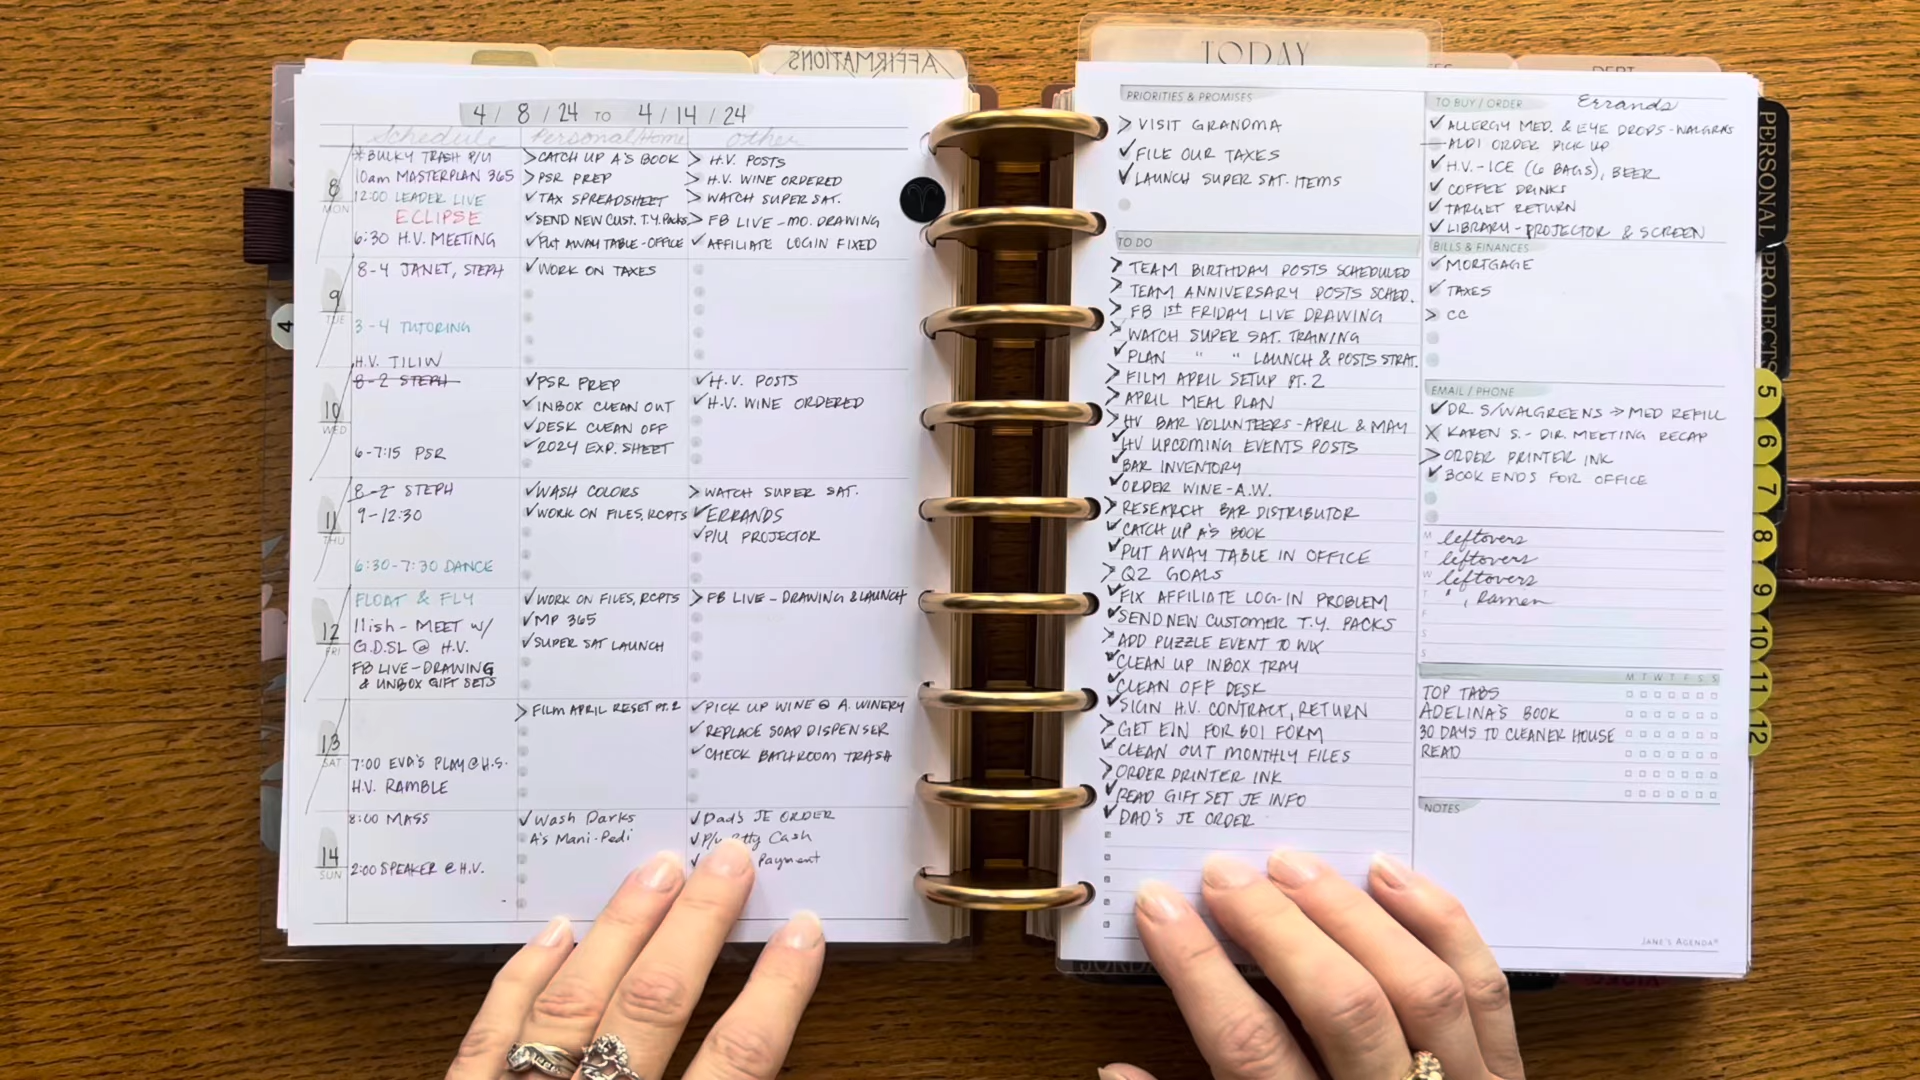 AFFIRMATIONS
4 / 8 / 24 TO 4 / 14 / 24
Schedule Personal/Home Other
8
MON
* BULKY TRASH P/U
10am MASTERPLAN 365
12:00 LEADER LIVE
ECLIPSE
6:30 H.V. MEETING
> CATCH UP A'S BOOK
> PSR PREP
✓ TAX SPREADSHEET
✓ SEND NEW CUST. T.Y. Packs
✓ PUT AWAY TABLE - OFFICE
> H.V. POSTS
> H.V. WINE ORDERED
> WATCH SUPER SAT.
> FB LIVE - MO. DRAWING
✓ AFFILIATE LOGIN FIXED
9
TUE
8-4 JANET, STEPH
3-4 TUTORING
H.V. TILIW
✓ WORK ON TAXES
10
WED
8-2 STEPH
6-7:15 PSR
✓ PSR PREP
✓ INBOX CLEAN OUT
✓ DESK CLEAN OFF
✓ 2024 EXP. SHEET
✓ H.V. POSTS
✓ H.V. WINE ORDERED
11
THU
8-2 STEPH
9-12:30
6:30-7:30 DANCE
✓ WASH COLORS
✓ WORK ON FILES, RCPTS
> WATCH SUPER SAT.
✓ ERRANDS
✓ P/U PROJECTOR
12
FRI
FLOAT & FLY
11ish - MEET W/
G.D.SL @ H.V.
FB LIVE - DRAWING
& UNBOX GIFT SETS
✓ WORK ON FILES, RCPTS
✓ MP 365
✓ SUPER SAT LAUNCH
> FB LIVE - DRAWING & LAUNCH
13
SAT
7:00 EVA'S PLAY @ H.S.
H.V. RAMBLE
> FILM APRIL RESET PT. 2
✓ PICK UP WINE @ A. WINERY
✓ REPLACE SOAP DISPENSER
✓ CHECK BATHROOM TRASH
14
SUN
8:00 MASS
2:00 SPEAKER @ H.V.
✓ Wash Darks
A's Mani-Pedi
✓ Dad's JE ORDER
✓ P/u Cash
✓ Payment
4
TODAY
DEBT
PRIORITIES & PROMISES
> VISIT GRANDMA
✓ FILE OUR TAXES
✓ LAUNCH SUPER SAT. ITEMS
TO DO
> TEAM BIRTHDAY POSTS SCHEDULED
> TEAM ANNIVERSARY POSTS SCHED.
> FB 1st FRIDAY LIVE DRAWING
> WATCH SUPER SAT. TRAINING
✓ PLAN " " LAUNCH & POSTS STRAT.
> FILM APRIL SETUP PT. 2
> APRIL MEAL PLAN
> HV BAR VOLUNTEERS - APRIL & MAY
✓ HV UPCOMING EVENTS POSTS
✓ BAR INVENTORY
✓ ORDER WINE - A.W.
> RESEARCH BAR DISTRIBUTOR
✓ CATCH UP A'S BOOK
✓ PUT AWAY TABLE IN OFFICE
> Q2 GOALS
✓ FIX AFFILIATE LOG-IN PROBLEM
✓ SEND NEW CUSTOMER T.Y. PACKS
> ADD PUZZLE EVENT TO WIX
✓ CLEAN UP INBOX TRAY
✓ CLEAN OFF DESK
✓ SIGN H.V. CONTRACT, RETURN
> GET EIN FOR BOI FORM
✓ CLEAN OUT MONTHLY FILES
> ORDER PRINTER INK
✓ READ GIFT SET JE INFO
✓ DAD'S JE ORDER
TO BUY / ORDER Errands
✓ ALLERGY MED. & EYE DROPS - WALGRNS
— ALDI ORDER PICK UP
✓ H.V. - ICE (6 BAGS), BEER
✓ COFFEE DRINKS
✓ TARGET RETURN
✓ LIBRARY - PROJECTOR & SCREEN
BILLS & FINANCES
✓ MORTGAGE
✓ TAXES
> CC
EMAIL / PHONE
✓ DR. S/WALGREENS → MED REFILL
X KAREN S. - DIR. MEETING RECAP
> ORDER PRINTER INK
✓ BOOK ENDS FOR OFFICE
M leftovers
T leftovers
W leftovers
T " , Ramen
F
S
S
M T W T F S S
TOP TABS
ADELINA'S BOOK
30 DAYS TO CLEANER HOUSE
READ
NOTES
JANE'S AGENDA®
PERSONAL
PROJECTS
5
6
7
8
9
10
11
12